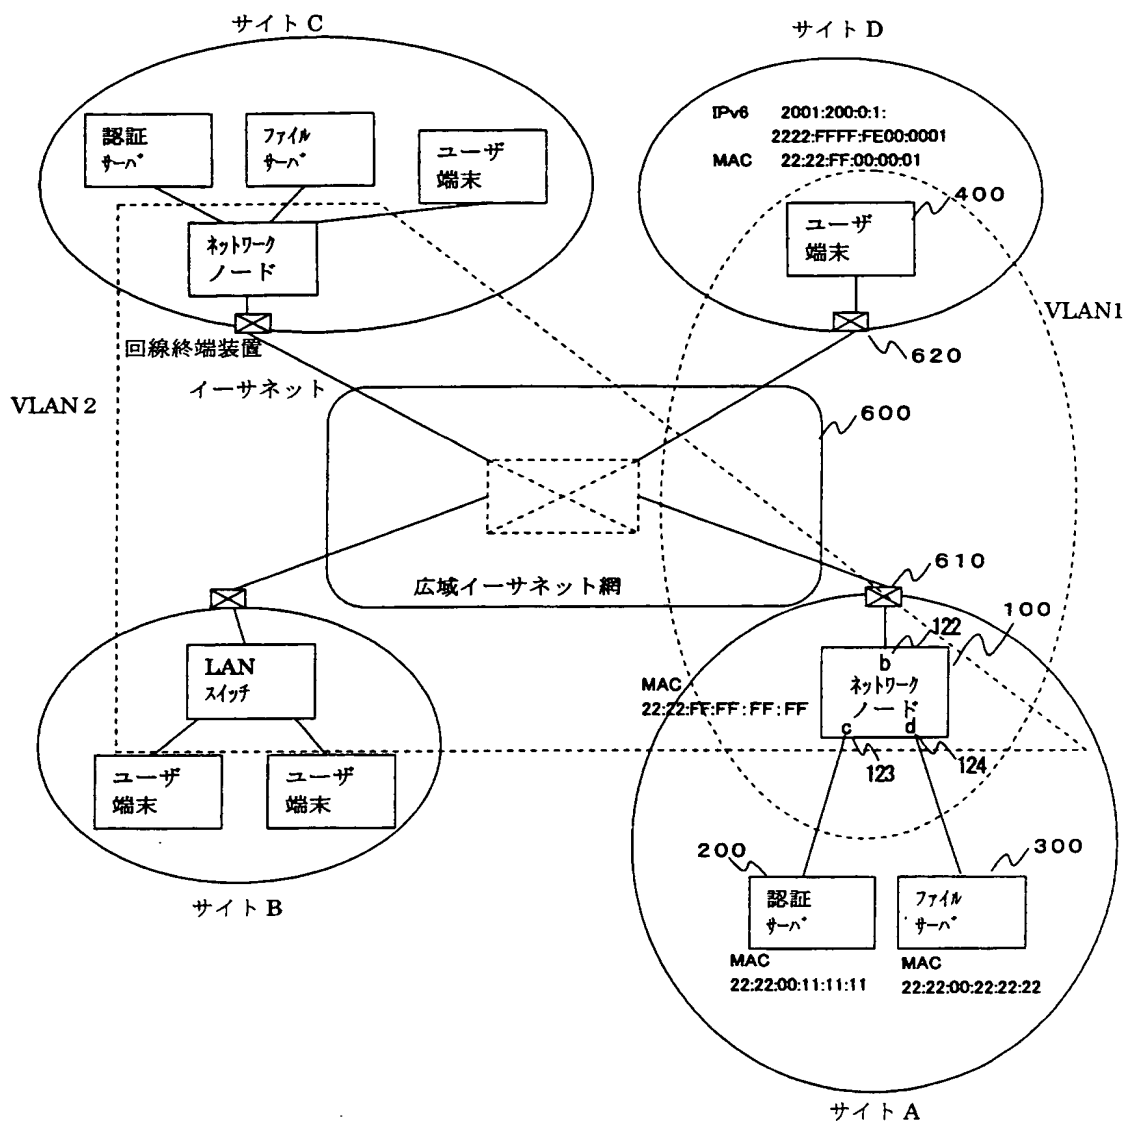 サイト C
サイト D
認証
サーバ
ファイル
サーバ
ユーザ
端末
ネットワーク
ノード
回線終端装置
イーサネット
VLAN 2
IPv6 2001:200:0:1:
2222:FFFF:FE00:0001
MAC 22:22:FF:00:00:01
400
ユーザ
端末
VLAN1
620
600
広域イーサネット網
610
LAN
スイッチ
ユーザ
端末
ユーザ
端末
サイト B
122
100
b
ネットワーク
ノード
c
d
MAC
22:22:FF:FF:FF:FF
123
124
200
300
認証
サーバ
ファイル
サーバ
MAC
22:22:00:11:11:11
MAC
22:22:00:22:22:22
サイト A